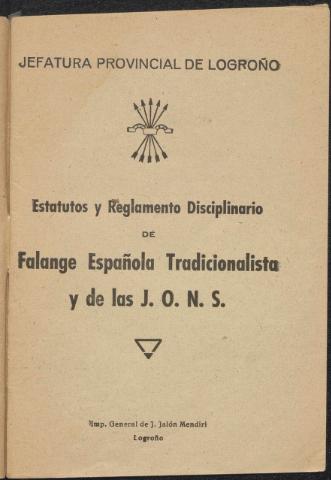 JEFATURA PROVINCIAL DE LOGROÑO
Estatutos y Reglamento Disciplinario
DE
Falange Española Tradicionalista
y de las J. O. N. S.
Imp. General de J. Jalón Mendiri
Logroño